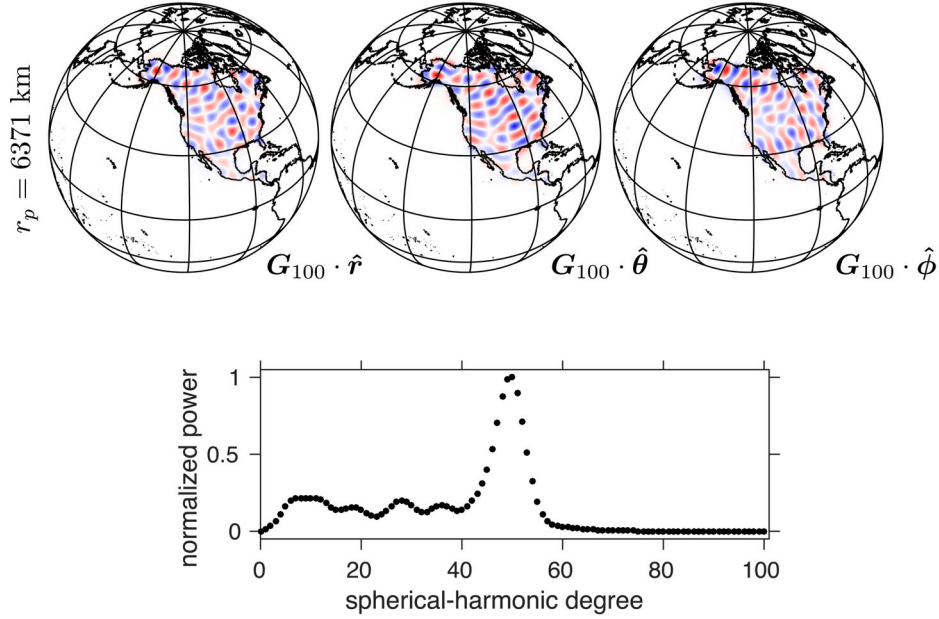 r_p = 6371 km
G_100 · r̂
G_100 · θ̂
G_100 · ϕ̂
normalized power
1
0.5
0
0 20 40 60 80 100
spherical-harmonic degree